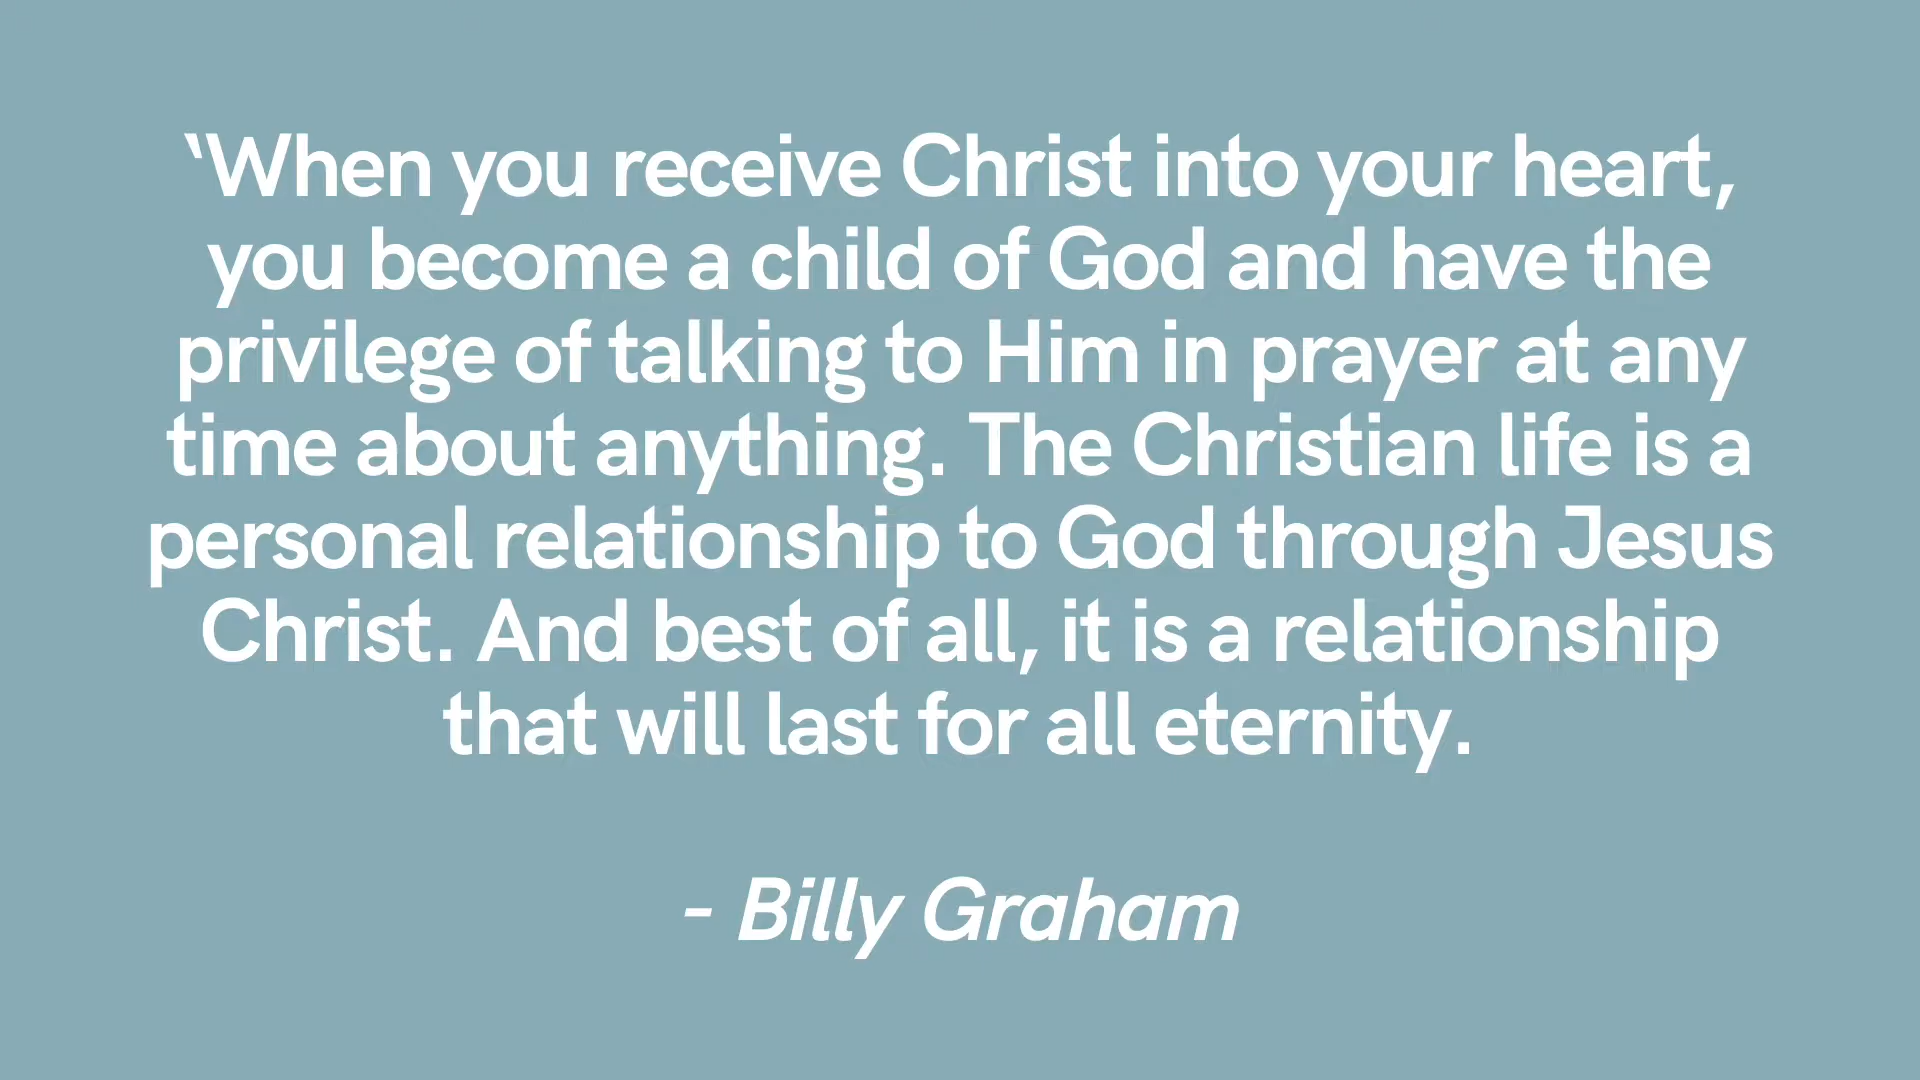 ‘When you receive Christ into your heart,
you become a child of God and have the
privilege of talking to Him in prayer at any
time about anything. The Christian life is a
personal relationship to God through Jesus
Christ. And best of all, it is a relationship
that will last for all eternity.
- Billy Graham